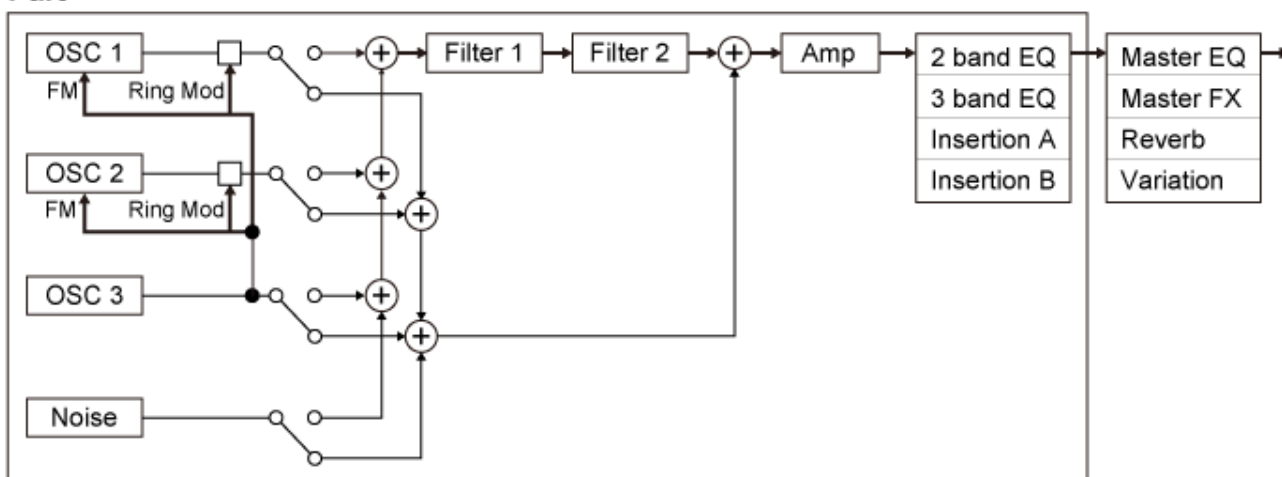 OSC 1
FM
Ring Mod
Filter 1
Filter 2
Amp
2 band EQ
3 band EQ
Insertion A
Insertion B
Master EQ
Master FX
Reverb
Variation
OSC 2
FM
Ring Mod
OSC 3
Noise